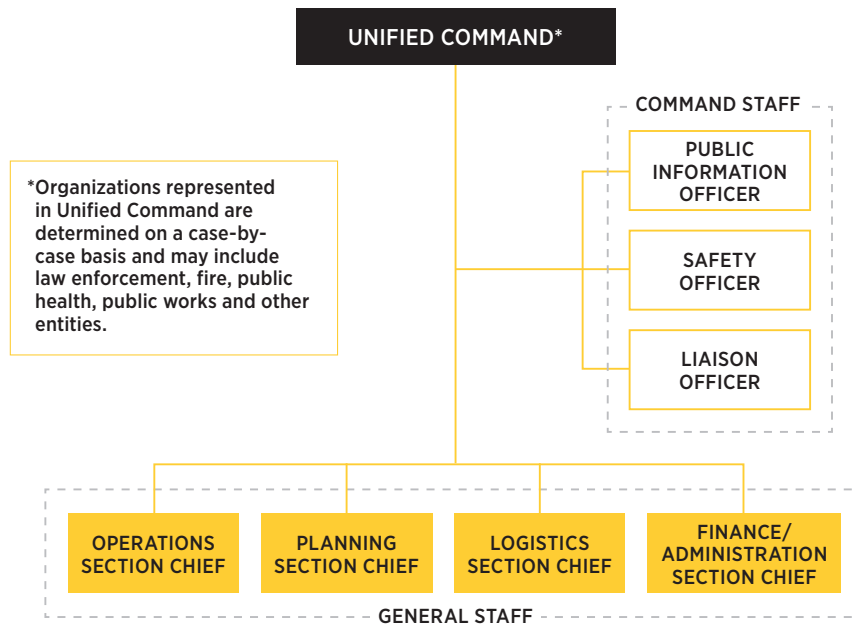 UNIFIED COMMAND*
COMMAND STAFF
PUBLIC
INFORMATION
OFFICER
*Organizations represented
in Unified Command are
determined on a case-by-
case basis and may include
law enforcement, fire, public
health, public works and other
entities.
SAFETY
OFFICER
LIAISON
OFFICER
OPERATIONS
SECTION CHIEF
PLANNING
SECTION CHIEF
LOGISTICS
SECTION CHIEF
FINANCE/
ADMINISTRATION
SECTION CHIEF
GENERAL STAFF